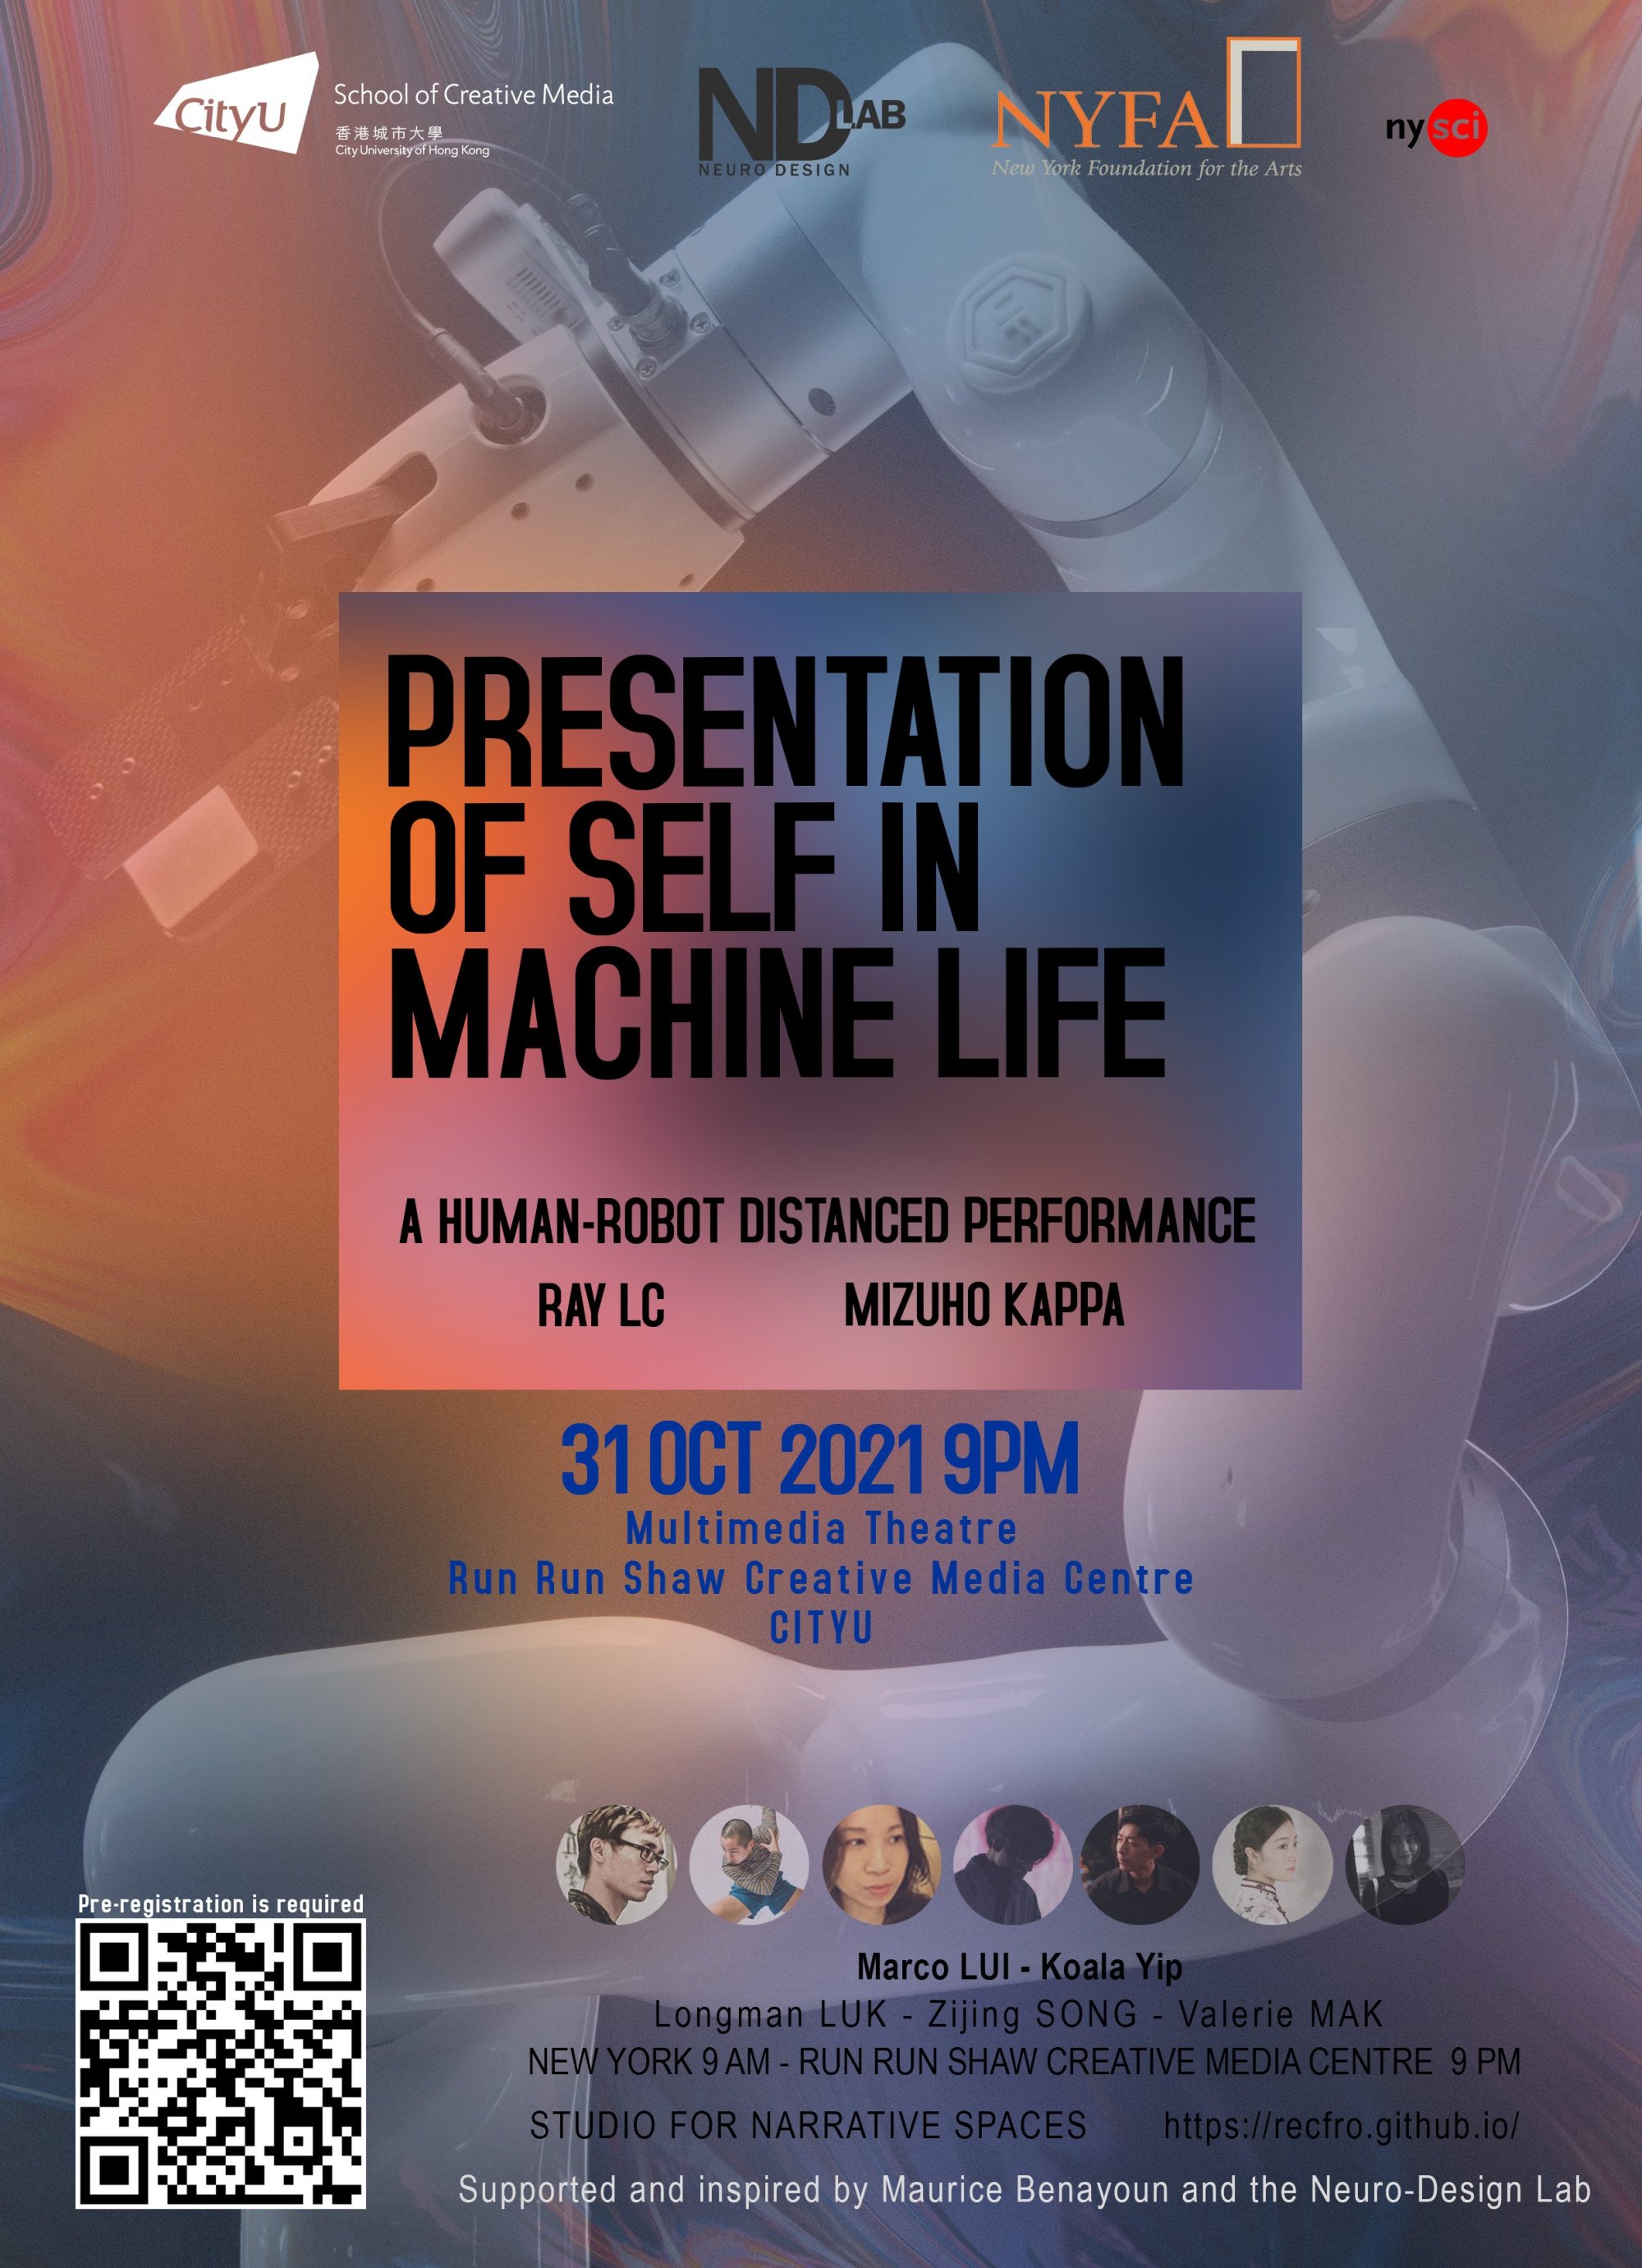 CityU
School of Creative Media
香港城市大學
City University of Hong Kong
ND LAB
NEURO DESIGN
NYFA
New York Foundation for the Arts
nysci
PRESENTATION
OF SELF IN
MACHINE LIFE
A HUMAN-ROBOT DISTANCED PERFORMANCE
RAY LC MIZUHO KAPPA
31 OCT 2021 9PM
Multimedia Theatre
Run Run Shaw Creative Media Centre
CITYU
Pre-registration is required
Marco LUI - Koala Yip
Longman LUK - Zijing SONG - Valerie MAK
NEW YORK 9 AM - RUN RUN SHAW CREATIVE MEDIA CENTRE 9 PM
STUDIO FOR NARRATIVE SPACES https://recfro.github.io/
Supported and inspired by Maurice Benayoun and the Neuro-Design Lab